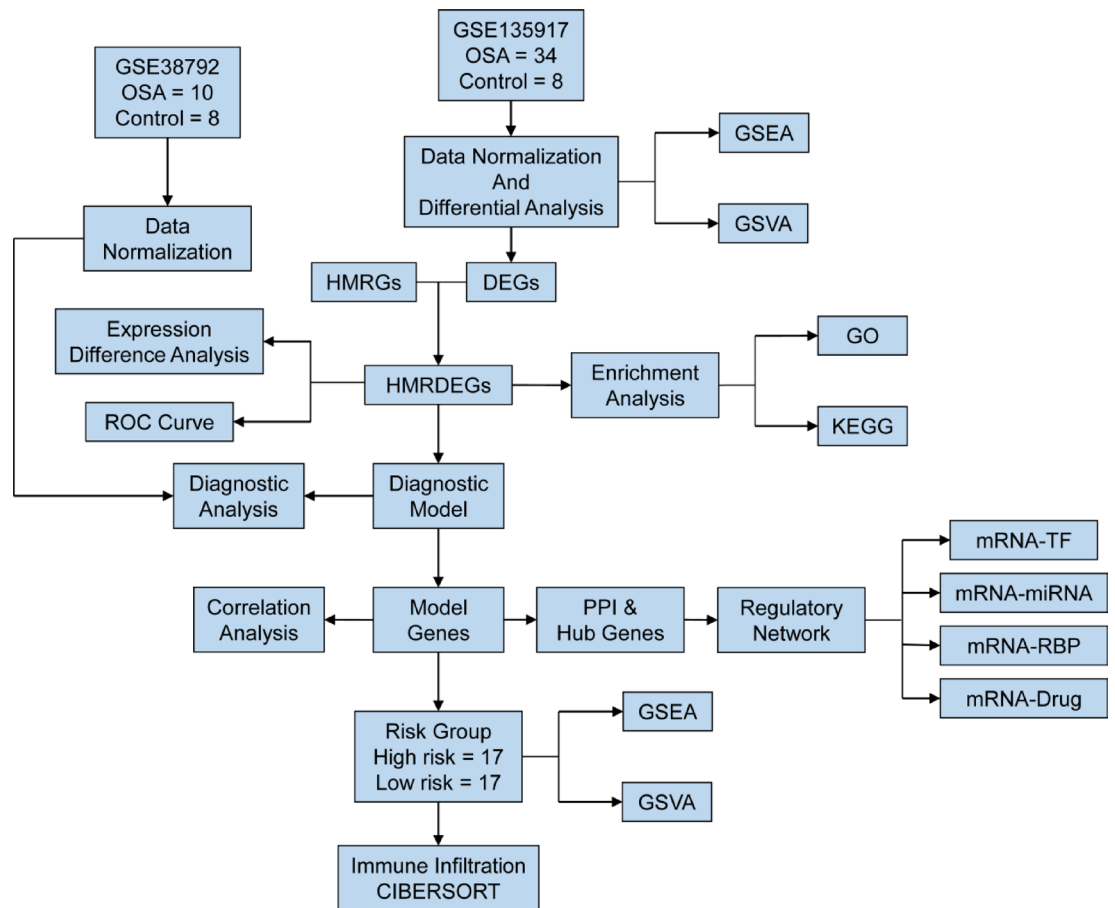 GSE135917
OSA = 34
Control = 8
GSE38792
OSA = 10
Control = 8
GSEA
Data Normalization
And
Differential Analysis
GSVA
Data
Normalization
HMRGs
DEGs
Expression
Difference Analysis
GO
HMRDEGs
Enrichment
Analysis
ROC Curve
KEGG
Diagnostic
Analysis
Diagnostic
Model
mRNA-TF
Correlation
Analysis
Model
Genes
PPI &
Hub Genes
Regulatory
Network
mRNA-miRNA
mRNA-RBP
mRNA-Drug
Risk Group
High risk = 17
Low risk = 17
GSEA
GSVA
Immune Infiltration
CIBERSORT